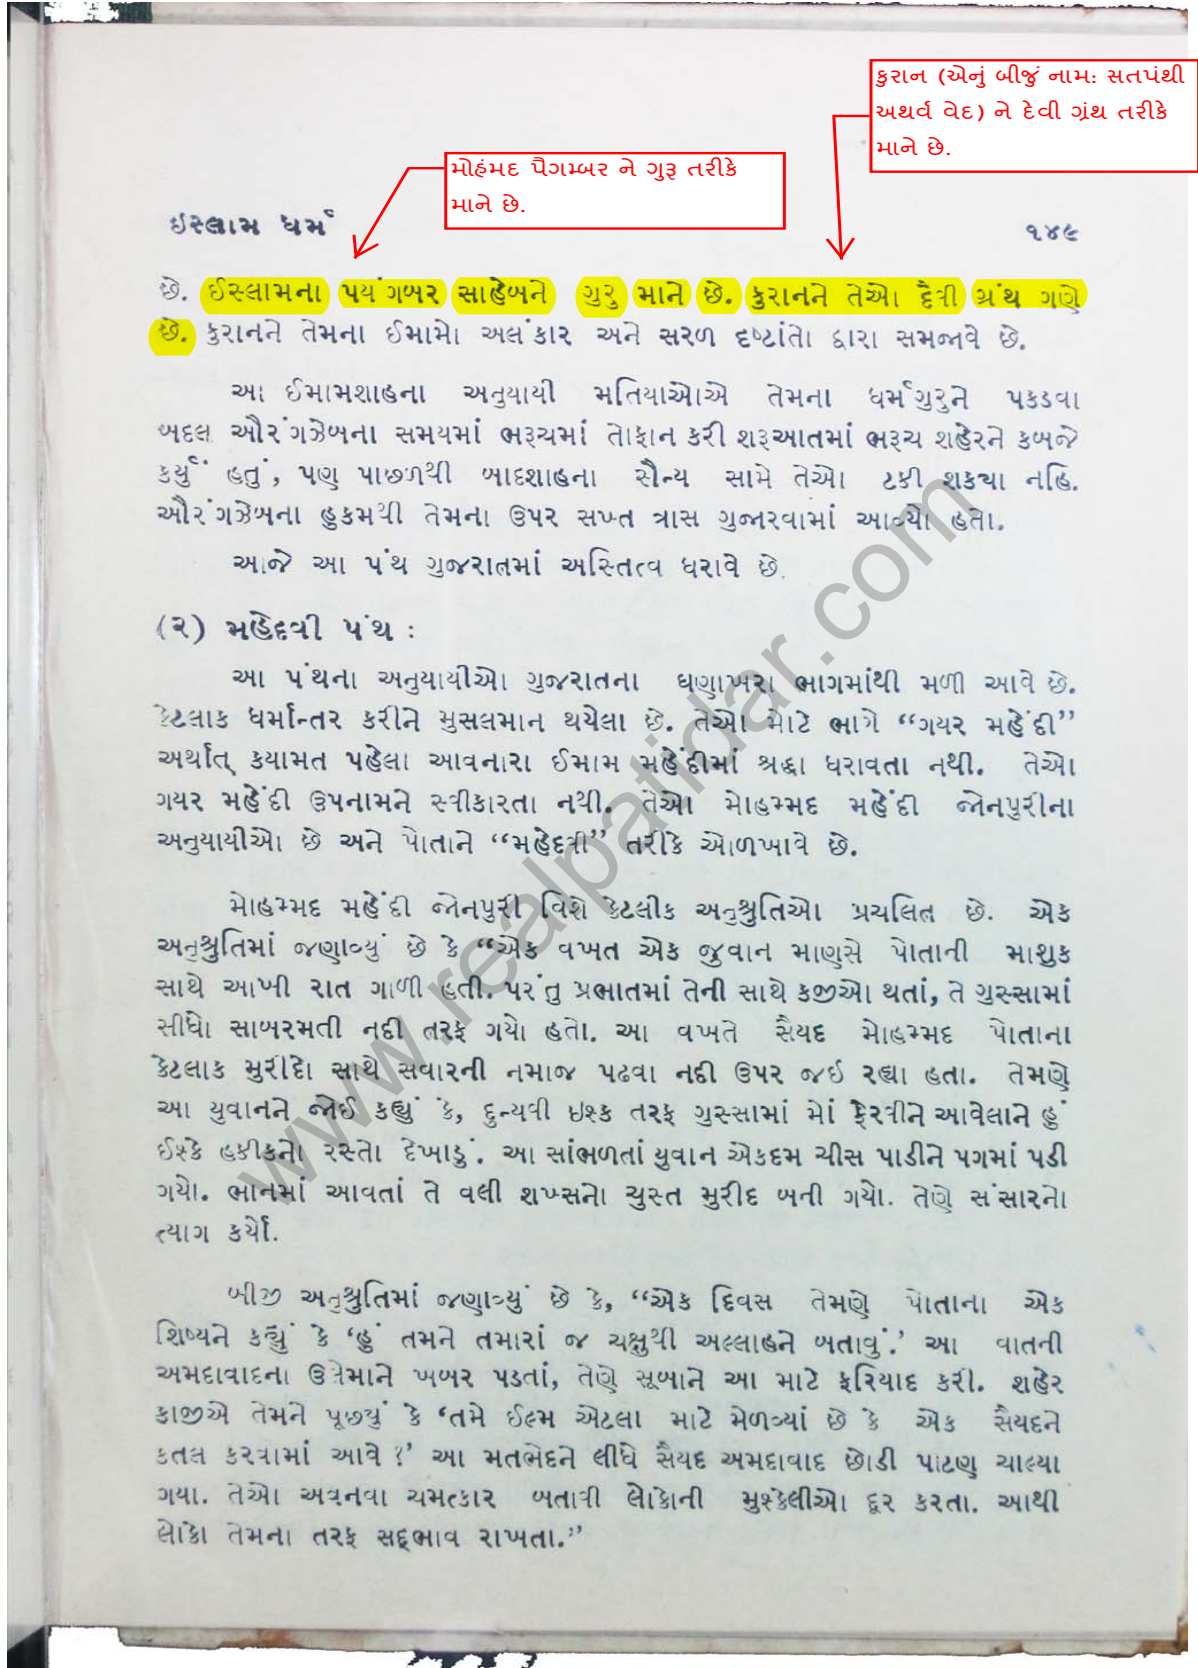 કુરાન (એનું બીજું નામ: સતપંથી
અથર્વ વેદ) ને દેવી ગ્રંથ તરીકે
માને છે.
મોહંમદ પૈગમ્બર ને ગુરૂ તરીકે
માને છે.
ઇસ્લામ ધર્મ
૧૪૯
છે. ઈસ્લામના પયંગબર સાહેબને ગુરુ માને છે. કુરાનને તેઓ દૈવી ગ્રંથ ગણે
છે. કુરાનને તેમના ઈમામો અલંકાર અને સરળ દષ્ટાંતો દ્વારા સમજાવે છે.
આ ઈમામશાહના અનુયાયી મતિયાઓએ તેમના ધર્મગુરુને પકડવા
બદલ ઔરંગઝેબના સમયમાં ભરૂચમાં તોફાન કરી શરૂઆતમાં ભરૂચ શહેરને કબજે
કર્યું હતું, પણ પાછળથી બાદશાહના સૈન્ય સામે તેઓ ટકી શક્યા નહિ.
ઔરંગઝેબના હુકમથી તેમના ઉપર સખ્ત ત્રાસ ગુજારવામાં આવ્યો હતો.
આજે આ પંથ ગુજરાતમાં અસ્તિત્વ ધરાવે છે.
(૨) મહેદવી પંથ :
આ પંથના અનુયાયીઓ ગુજરાતના ઘણાખરા ભાગમાંથી મળી આવે છે.
કેટલાક ધર્માન્તર કરીને મુસલમાન થયેલા છે. તેઓ મોટે ભાગે “ગયર મહેંદી”
અર્થાત્ કયામત પહેલા આવનારા ઈમામ મહેંદીમાં શ્રદ્ધા ધરાવતા નથી. તેઓ
ગયર મહેંદી ઉપનામને સ્વીકારતા નથી. તેઓ મોહમ્મદ મહેંદી જોનપુરીના
અનુયાયીઓ છે અને પોતાને “મહેદવી” તરીકે ઓળખાવે છે.
મોહમ્મદ મહેંદી જોનપુરી વિશે કેટલીક અનુશ્રુતિઓ પ્રચલિત છે. એક
અનુશ્રુતિમાં જણાવ્યું છે કે “એક વખત એક જુવાન માણસે પોતાની માશુક
સાથે આખી રાત ગાળી હતી. પરંતુ પ્રભાતમાં તેની સાથે કજીઓ થતાં, તે ગુસ્સામાં
સીધો સાબરમતી નદી તરફ ગયો હતો. આ વખતે સૈયદ મોહમ્મદ પોતાના
કેટલાક મુરીદો સાથે સવારની નમાજ પઢવા નદી ઉપર જઈ રહ્યા હતા. તેમણે
આ યુવાનને જોઈ કહ્યું કે, દુન્યવી ઇશ્ક તરફ ગુસ્સામાં મોં ફેરવીને આવેલાને હું
ઈશ્કે હકીકનો રસ્તો દેખાડું. આ સાંભળતાં યુવાન એકદમ ચીસ પાડીને પગમાં પડી
ગયો. ભાનમાં આવતાં તે વલી શખ્સનો ચુસ્ત મુરીદ બની ગયો. તેણે સંસારનો
ત્યાગ કર્યો.
બીજી અનુશ્રુતિમાં જણાવ્યું છે કે, “એક દિવસ તેમણે પોતાના એક
શિષ્યને કહ્યું કે ‘હું તમને તમારાં જ ચક્ષુથી અલ્લાહને બતાવું.’ આ વાતની
અમદાવાદના ઉલેમાને ખબર પડતાં, તેણે સૂબાને આ માટે ફરિયાદ કરી. શહેર
કાજીએ તેમને પૂછયું કે ‘તમે ઈલ્મ એટલા માટે મેળવ્યાં છે કે એક સૈયદને
કતલ કરવામાં આવે ?’ આ મતભેદને લીધે સૈયદ અમદાવાદ છોડી પાટણ ચાલ્યા
ગયા. તેઓ અવનવા ચમત્કાર બતાવી લોકોની મુશ્કેલીઓ દૂર કરતા. આથી
લોકો તેમના તરફ સદ્દભાવ રાખતા.”
www.realpatidar.com